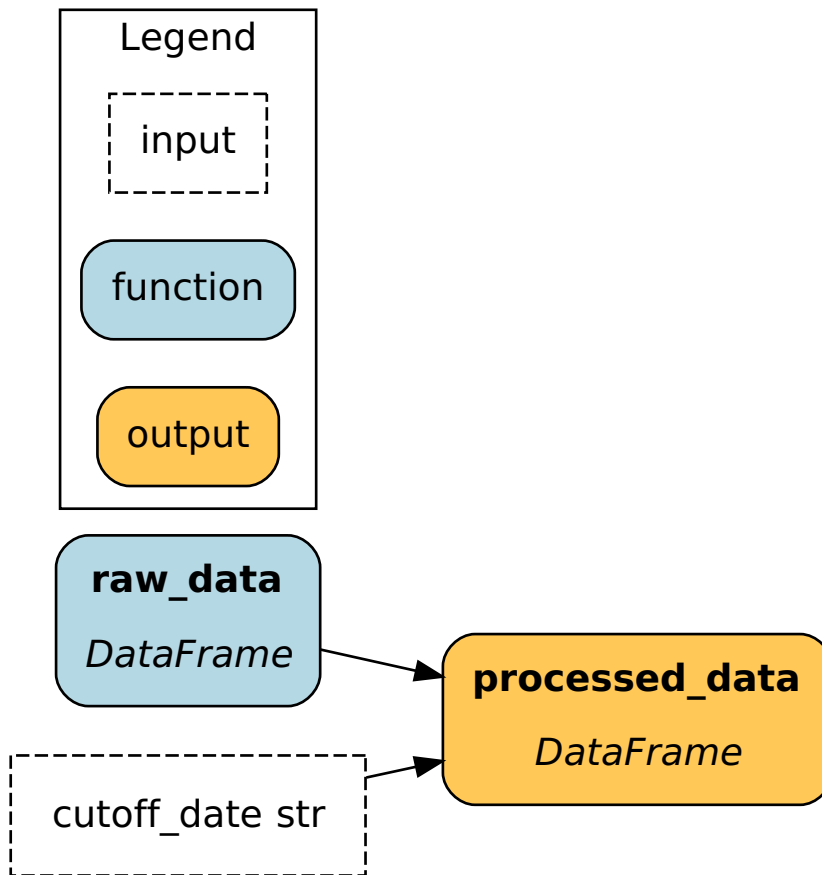 Legend
input
function
output
raw_data
DataFrame
processed_data
DataFrame
cutoff_date str